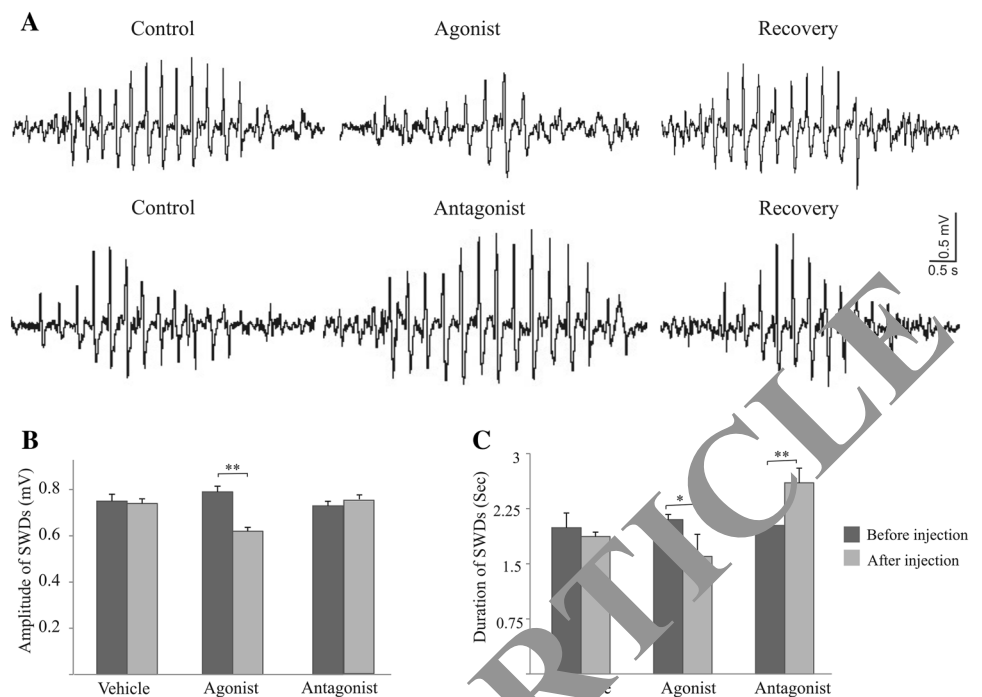 A
Control Agonist Recovery
Control Antagonist Recovery
0.5 mV
0.5 s
B
Amplitude of SWDs (mV)
0.8
0.6
0.4
0.2
Vehicle Agonist Antagonist
**
C
Duration of SWDs (Sec)
3
2.25
1.5
0.75
Agonist Antagonist
*
**
Before injection
After injection
RTICLE